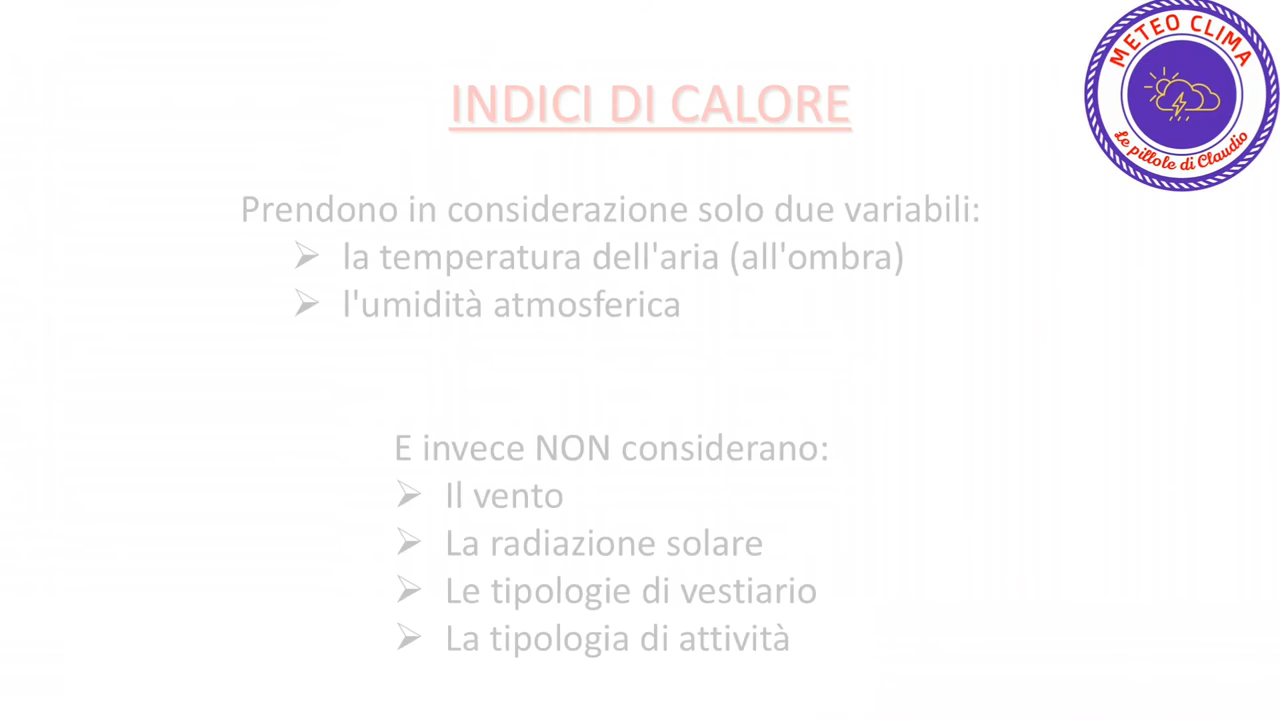 METEO CLIMA
Le pillole di Claudio
INDICI DI CALORE
Prendono in considerazione solo due variabili:
➢ la temperatura dell'aria (all'ombra)
➢ l'umidità atmosferica
E invece NON considerano:
➢ Il vento
➢ La radiazione solare
➢ Le tipologie di vestiario
➢ La tipologia di attività